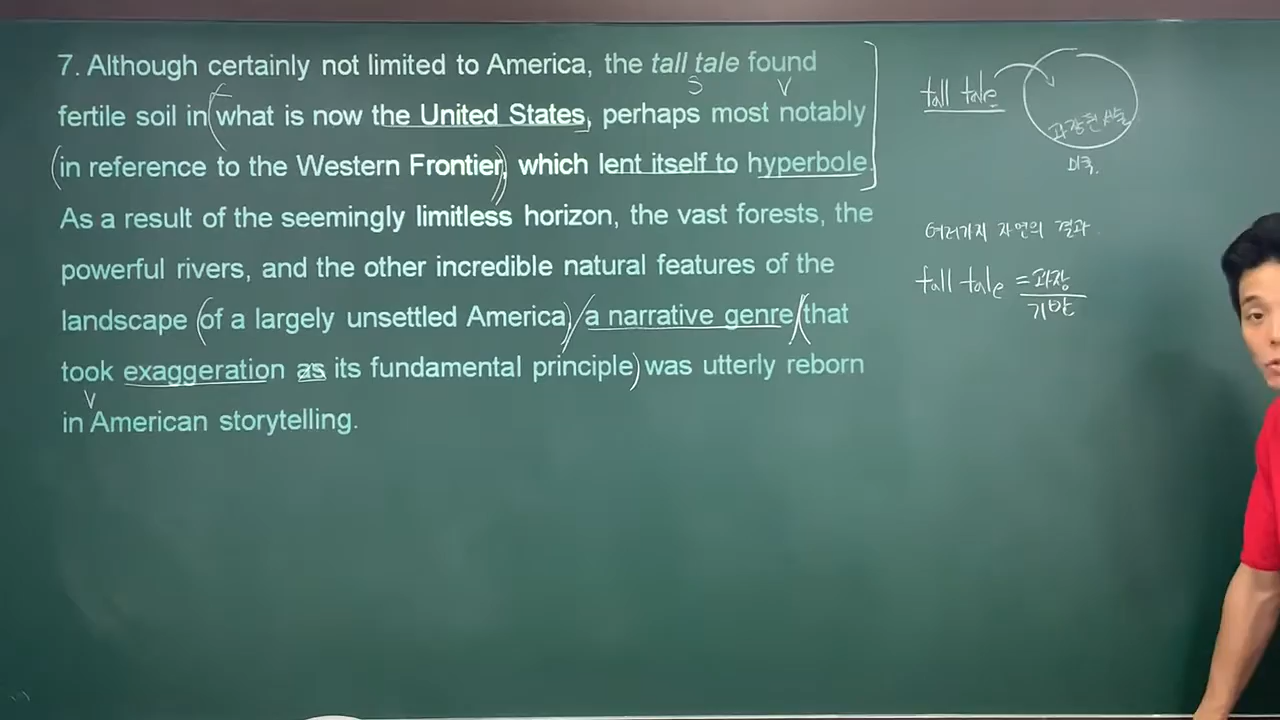 7. Although certainly not limited to America, the tall tale found
fertile soil in what is now the United States, perhaps most notably
in reference to the Western Frontier, which lent itself to hyperbole.
As a result of the seemingly limitless horizon, the vast forests, the
powerful rivers, and the other incredible natural features of the
landscape of a largely unsettled America, a narrative genre that
took exaggeration as its fundamental principle was utterly reborn
in American storytelling.
S
V
V
tall tale
과장된
미국.
여러가지 자연의 결과
tall tale = 과장
기반